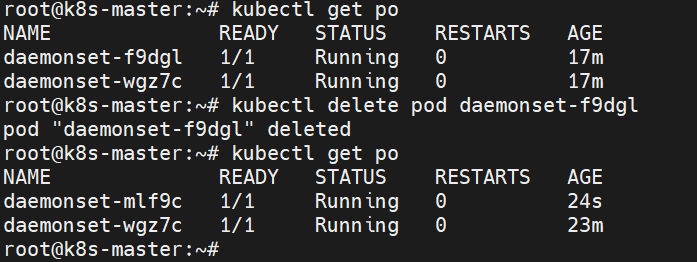 root@k8s-master:~# kubectl get po
NAME READY STATUS RESTARTS AGE
daemonset-f9dgl 1/1 Running 0 17m
daemonset-wgz7c 1/1 Running 0 17m
root@k8s-master:~# kubectl delete pod daemonset-f9dgl
pod "daemonset-f9dgl" deleted
root@k8s-master:~# kubectl get po
NAME READY STATUS RESTARTS AGE
daemonset-mlf9c 1/1 Running 0 24s
daemonset-wgz7c 1/1 Running 0 23m
root@k8s-master:~#